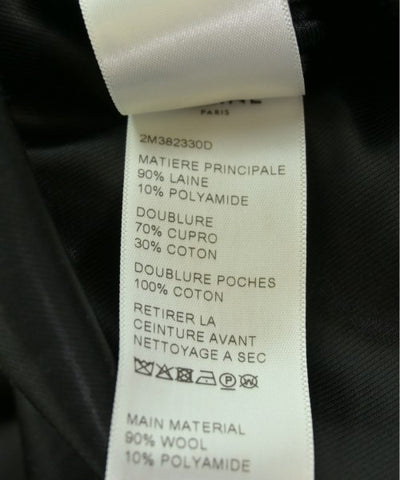 PARIS
2M382330D
MATIERE PRINCIPALE
90% LAINE
10% POLYAMIDE
DOUBLURE
70% CUPRO
30% COTON
DOUBLURE POCHES
100% COTON
RETIRER LA
CEINTURE AVANT
NETTOYAGE A SEC
MAIN MATERIAL
90% WOOL
10% POLYAMIDE